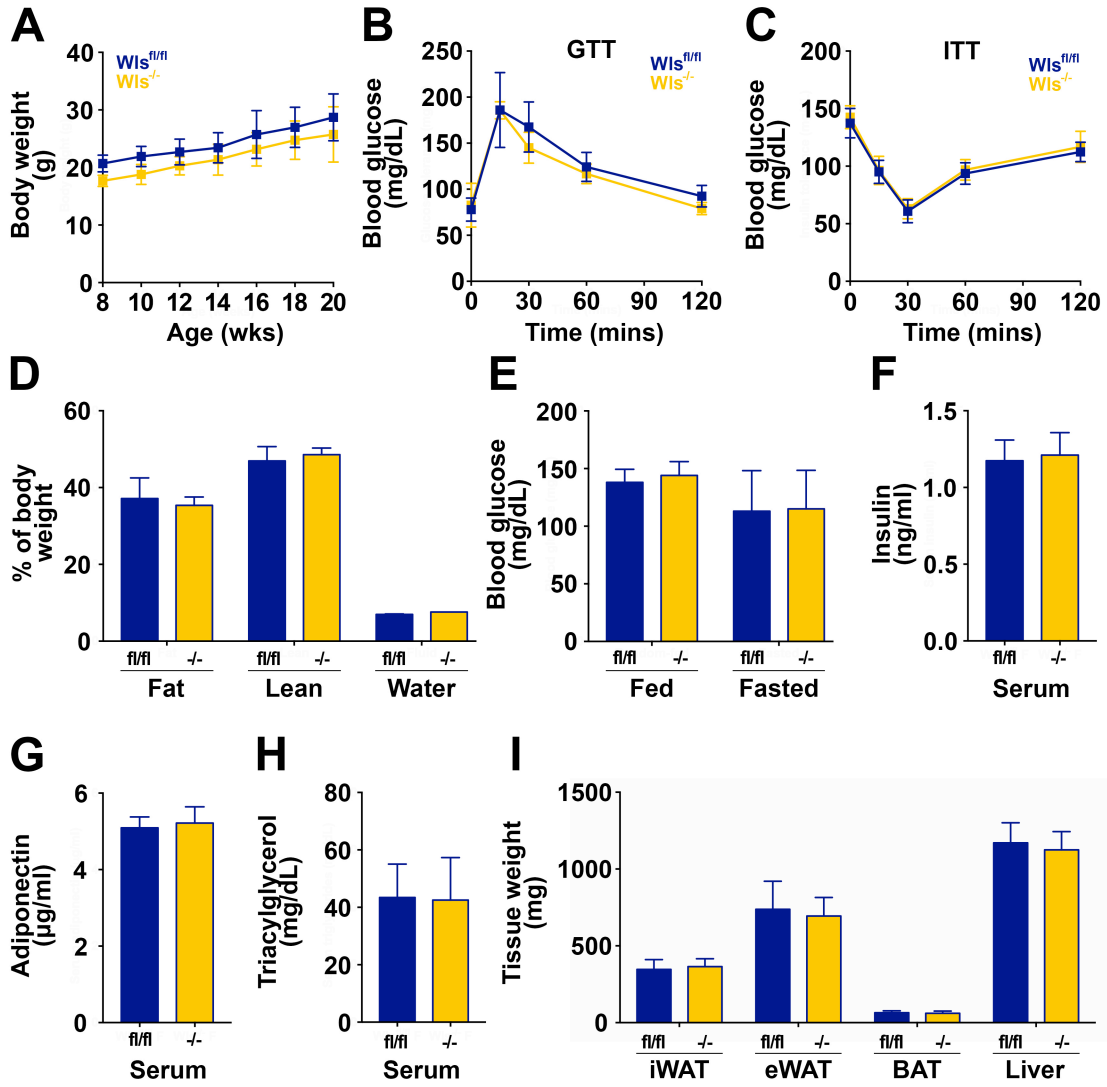 A
Body weight
(g)
40
30
20
10
0
Wls^fl/fl
Wls^-/-
8 10 12 14 16 18 20
Age (wks)
B
GTT
Blood glucose
(mg/dL)
250
200
150
100
50
0
Wls^fl/fl
Wls^-/-
0 30 60 90 120
Time (mins)
C
ITT
Blood glucose
(mg/dL)
200
150
100
50
0
Wls^fl/fl
Wls^-/-
0 30 60 90 120
Time (mins)
D
% of body
weight
60
40
20
0
fl/fl -/- fl/fl -/- fl/fl -/-
Fat Lean Water
E
Blood glucose
(mg/dL)
200
150
100
50
0
fl/fl -/- fl/fl -/-
Fed Fasted
F
Insulin
(ng/ml)
1.5
1.0
0.5
0.0
fl/fl -/-
Serum
G
Adiponectin
(µg/ml)
6
4
2
0
fl/fl -/-
Serum
H
Triacylglycerol
(mg/dL)
80
60
40
20
0
fl/fl -/-
Serum
I
Tissue weight
(mg)
1500
1000
500
0
fl/fl -/- fl/fl -/- fl/fl -/- fl/fl -/-
iWAT eWAT BAT Liver